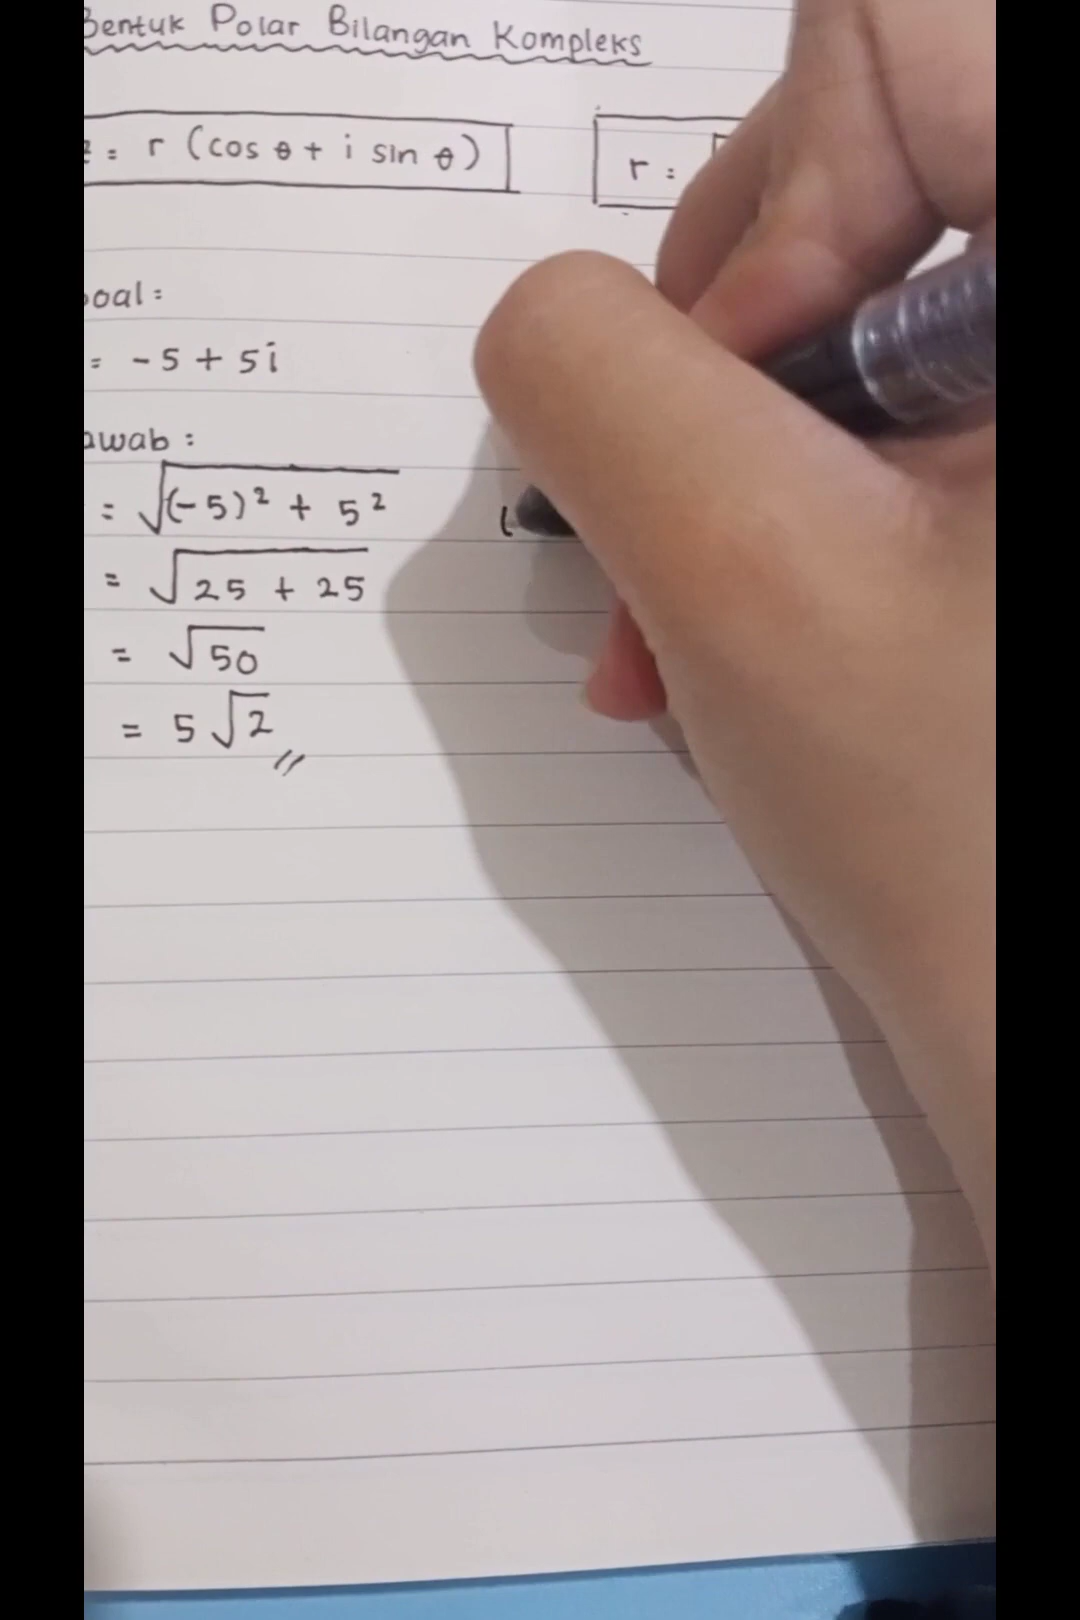 Bentuk Polar Bilangan Kompleks
z = r (cos θ + i sin θ)
r =
oal :
= -5 + 5i
awab :
= √(-5)² + 5²
= √25 + 25
= √50
= 5√2 //